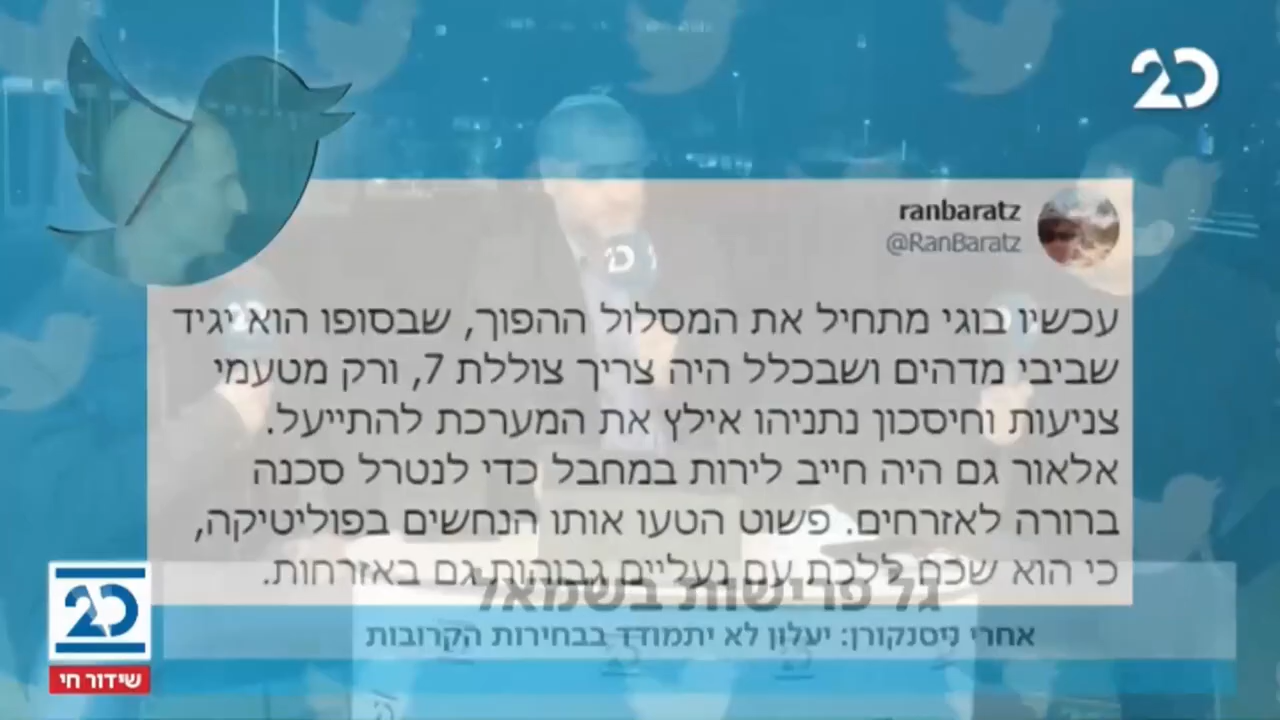 20
ranbaratz
@RanBaratz
20
עכשיו בוגי מתחיל את המסלול ההפוך, שבסופו הוא יגיד
שביבי מדהים ושבכלל היה צריך צוללת 7, ורק מטעמי
צניעות וחיסכון נתניהו אילץ את המערכת להתייעל.
אלאור גם היה חייב לירות במחבל כדי לנטרל סכנה
ברורה לאזרחים. פשוט הטעו אותו הנחשים בפוליטיקה,
כי הוא שכח ללכת עם נעליים גבוהות גם באזרחות.
גל פרישות בשמאל
אחרי ניסנקורן: יעלון לא יתמודד בבחירות הקרובות
20
שידור חי